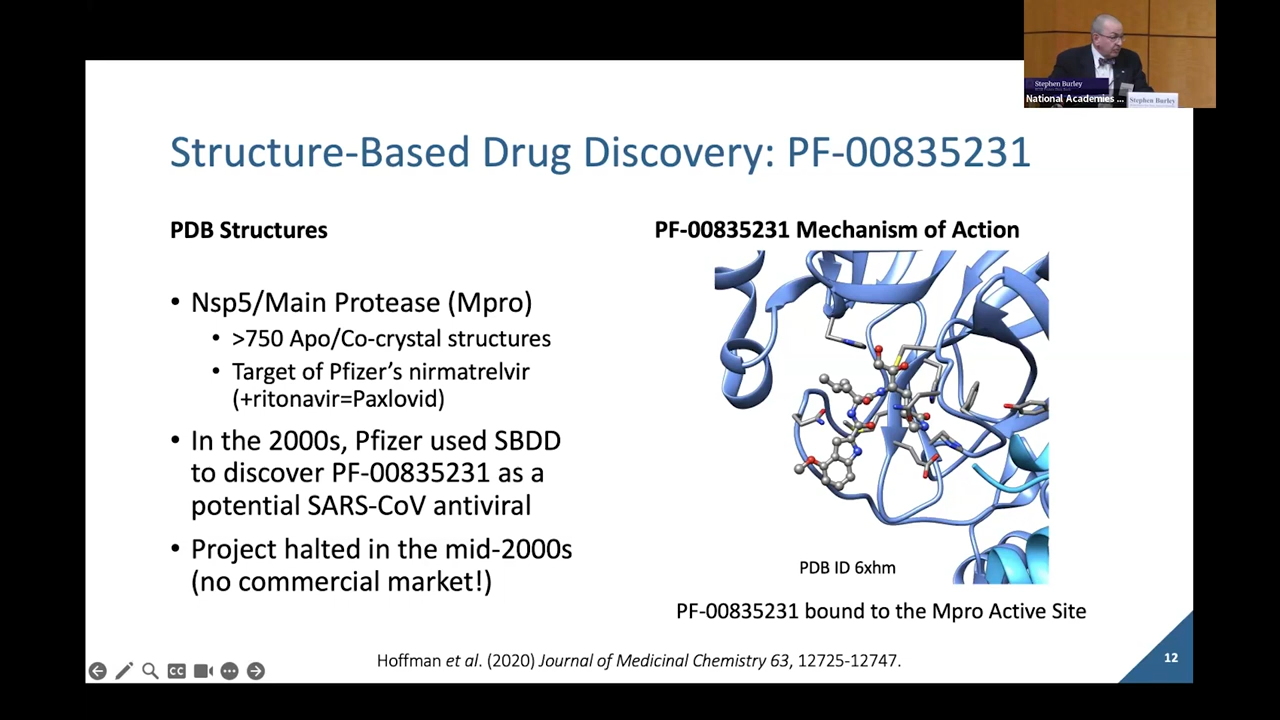 Stephen Burley
National Academies ...
Stephen Burley
Structure-Based Drug Discovery: PF-00835231
PDB Structures
• Nsp5/Main Protease (Mpro)
• >750 Apo/Co-crystal structures
• Target of Pfizer's nirmatrelvir
(+ritonavir=Paxlovid)
• In the 2000s, Pfizer used SBDD
to discover PF-00835231 as a
potential SARS-CoV antiviral
• Project halted in the mid-2000s
(no commercial market!)
PF-00835231 Mechanism of Action
PDB ID 6xhm
PF-00835231 bound to the Mpro Active Site
Hoffman et al. (2020) Journal of Medicinal Chemistry 63, 12725-12747.
12
CC